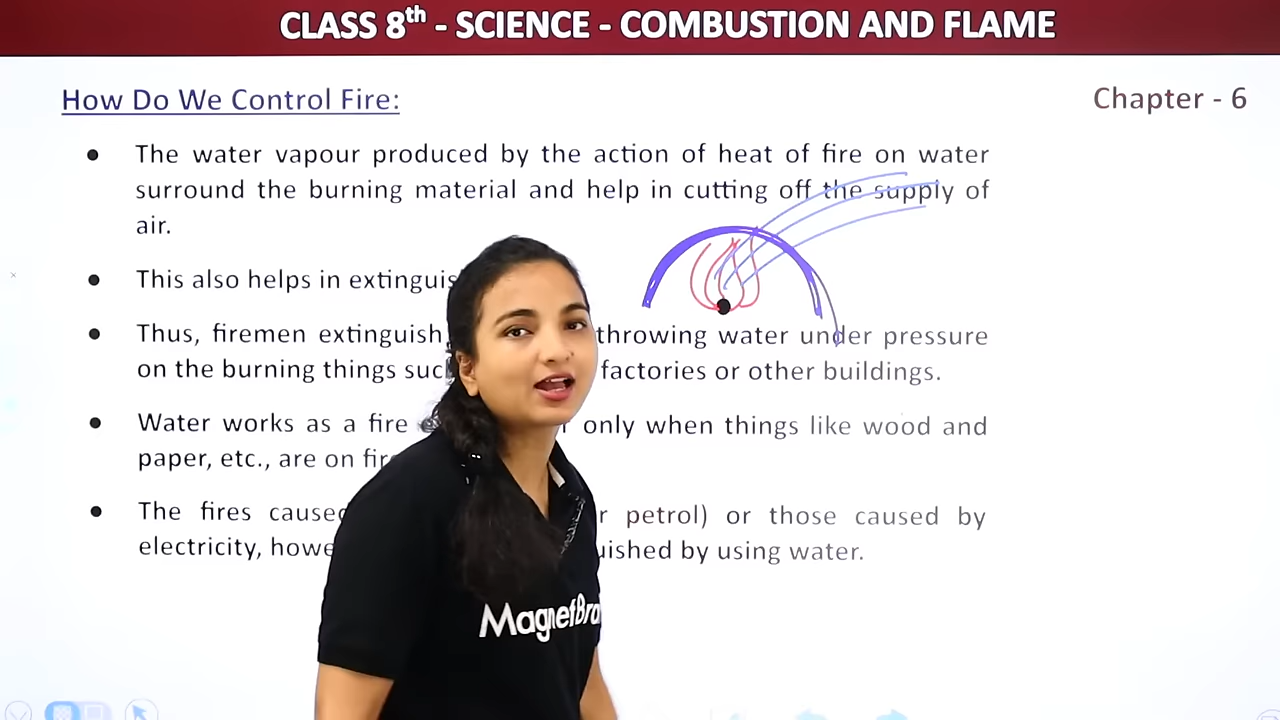 CLASS 8th - SCIENCE - COMBUSTION AND FLAME
How Do We Control Fire:
Chapter - 6
The water vapour produced by the action of heat of fire on water
surround the burning material and help in cutting off the supply of
air.
This also helps in extinguis
Thus, firemen extinguish throwing water under pressure
on the burning things suc factories or other buildings.
Water works as a fire only when things like wood and
paper, etc., are on fir
The fires caused r petrol) or those caused by
electricity, howe uished by using water.
MagnetBra